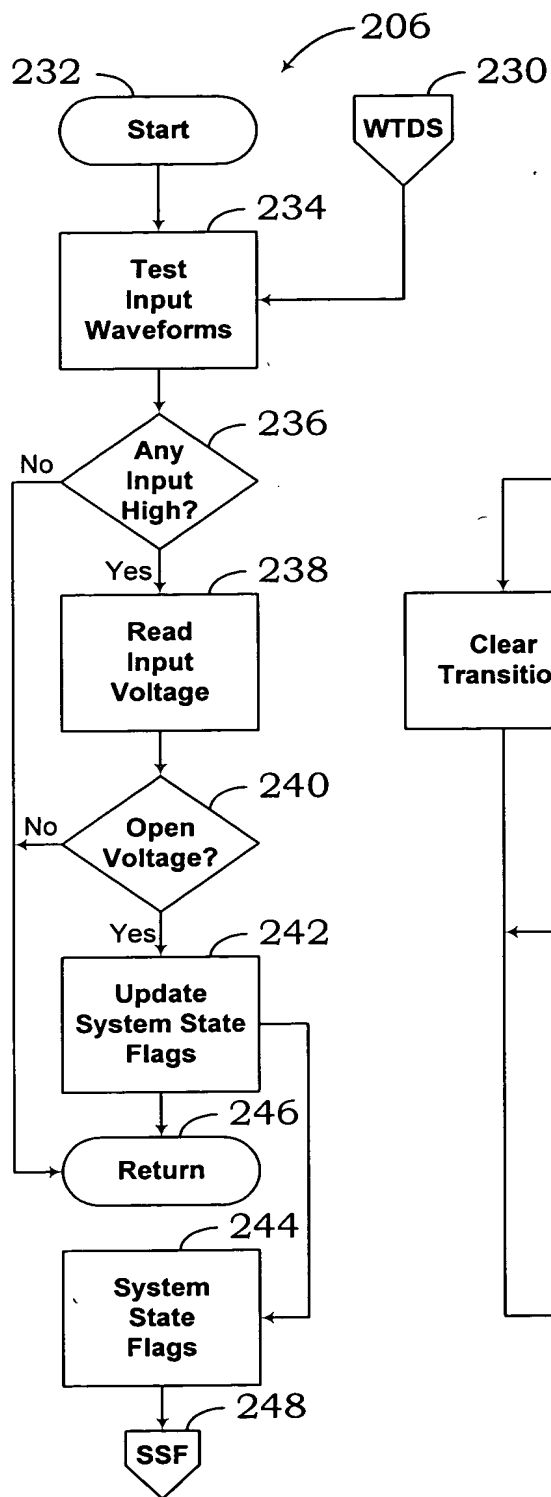 206
232
230
Start
WTDS
234
Test
Input
Waveforms
236
No
Any
Input
High?
Yes
238
Read
Input
Voltage
Clear
240
No
Open
Voltage?
Yes
242
Update
System State
Flags
246
Return
244
System
State
Flags
248
SSF